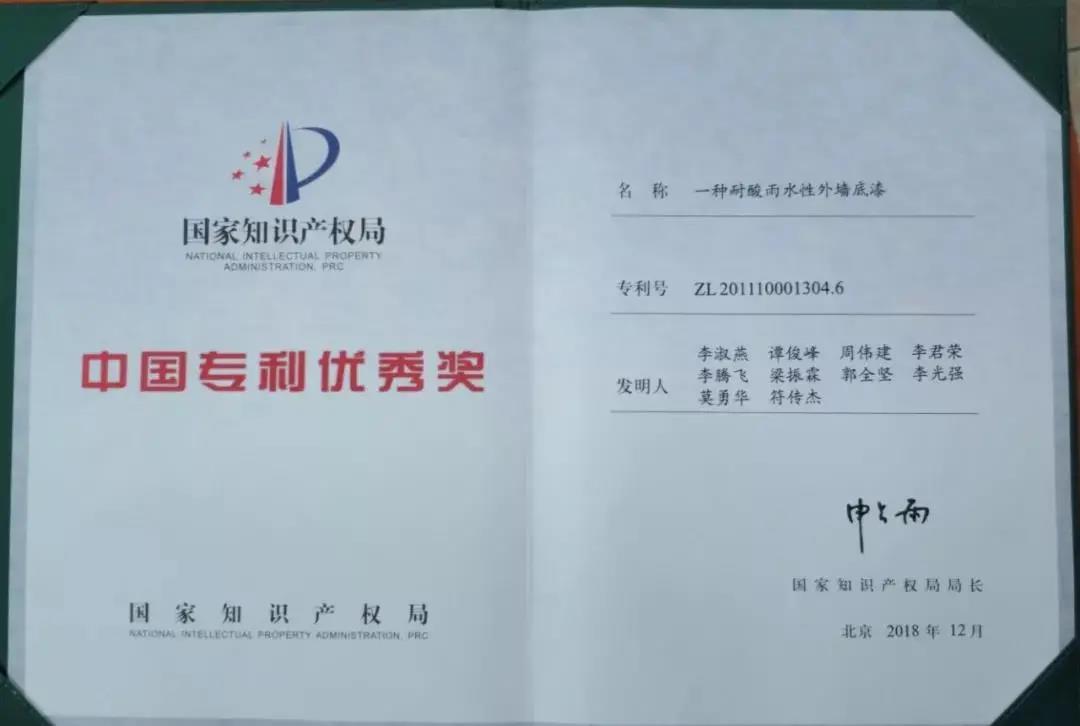 国家知识产权局
NATIONAL INTELLECTUAL PROPERTY
ADMINISTRATION, PRC
中国专利优秀奖
国家知识产权局
NATIONAL INTELLECTUAL PROPERTY ADMINISTRATION, PRC
名 称 一种耐酸雨水性外墙底漆
专利号 ZL 201110001304.6
发明人 李淑燕 谭俊峰 周伟建 李君荣
李腾飞 梁振霖 郭全坚 李光强
莫勇华 符传杰
申长雨
国家知识产权局局长
北京 2018 年 12 月